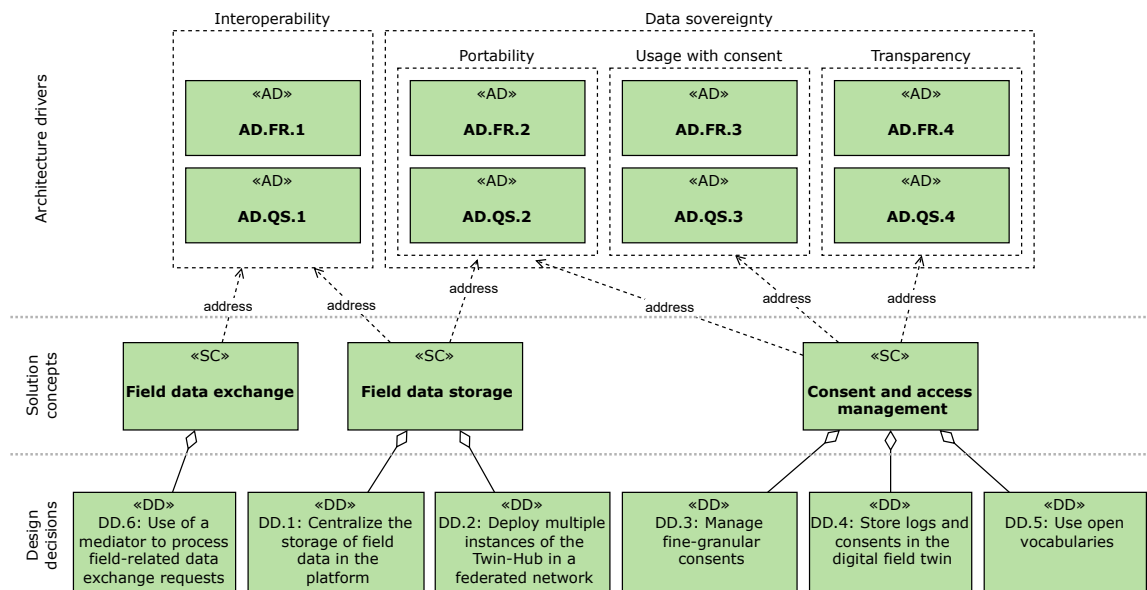 Interoperability
Data sovereignty
Portability
Usage with consent
Transparency
Architecture drivers
«AD»
AD.FR.1
«AD»
AD.FR.2
«AD»
AD.FR.3
«AD»
AD.FR.4
«AD»
AD.QS.1
«AD»
AD.QS.2
«AD»
AD.QS.3
«AD»
AD.QS.4
address
address
address
address
address
address
Solution
concepts
«SC»
Field data exchange
«SC»
Field data storage
«SC»
Consent and access
management
Design
decisions
«DD»
DD.6: Use of a
mediator to process
field-related data
exchange requests
«DD»
DD.1: Centralize the
storage of field
data in the
platform
«DD»
DD.2: Deploy multiple
instances of the
Twin-Hub in a
federated network
«DD»
DD.3: Manage
fine-granular
consents
«DD»
DD.4: Store logs and
consents in the
digital field twin
«DD»
DD.5: Use open
vocabularies